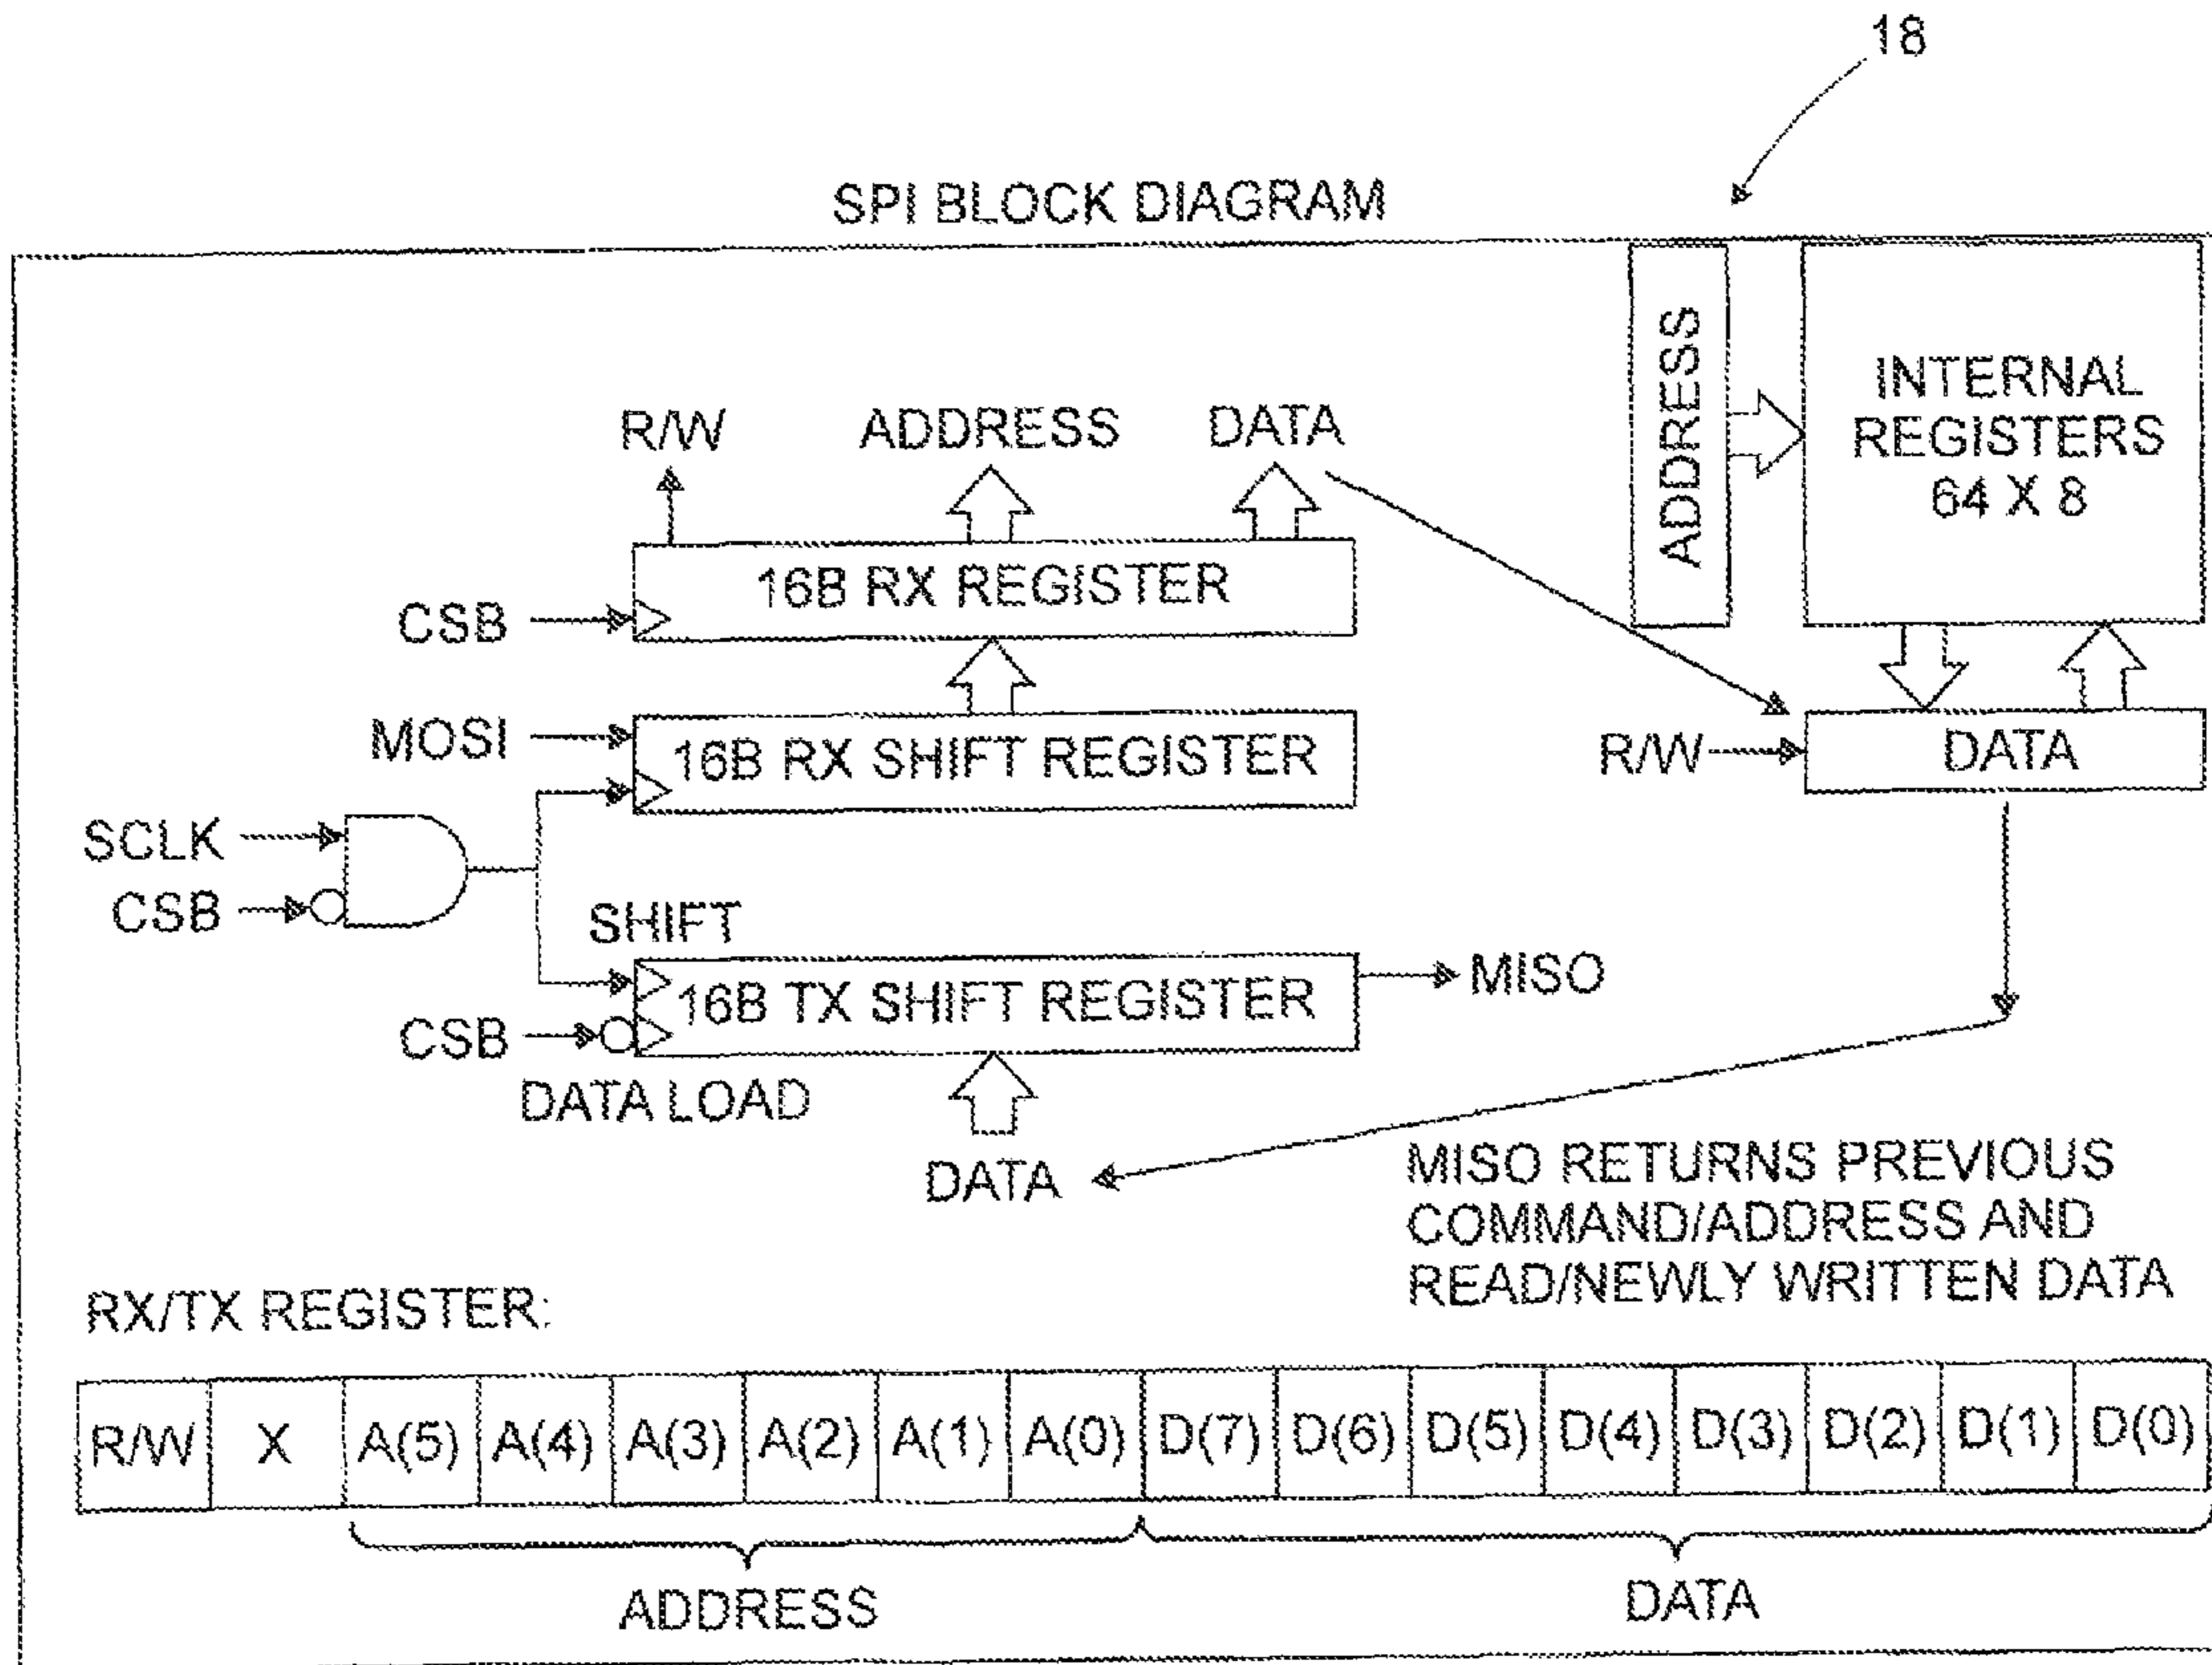 18
SPI BLOCK DIAGRAM
R/W
ADDRESS
DATA
ADDRESS
INTERNAL
REGISTERS
64 X 8
CSB
16B RX REGISTER
MOSI
16B RX SHIFT REGISTER
R/W
DATA
SCLK
CSB
SHIFT
16B TX SHIFT REGISTER
MISO
CSB
DATA LOAD
DATA
MISO RETURNS PREVIOUS
COMMAND/ADDRESS AND
READ/NEWLY WRITTEN DATA
RX/TX REGISTER:
R/W X A(5) A(4) A(3) A(2) A(1) A(0) D(7) D(6) D(5) D(4) D(3) D(2) D(1) D(0)
ADDRESS
DATA